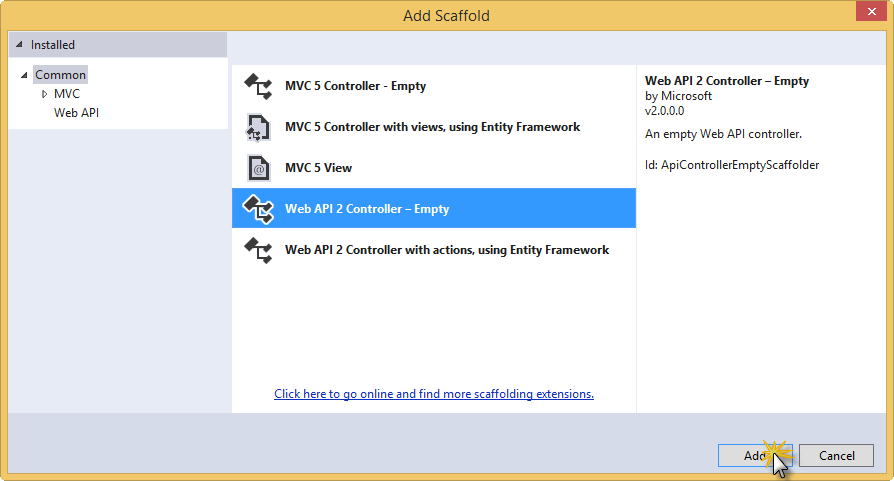 Add Scaffold
Installed
Common
MVC
Web API
MVC 5 Controller - Empty
MVC 5 Controller with views, using Entity Framework
MVC 5 View
Web API 2 Controller – Empty
Web API 2 Controller with actions, using Entity Framework
Click here to go online and find more scaffolding extensions.
Web API 2 Controller – Empty
by Microsoft
v2.0.0.0
An empty Web API controller.
Id: ApiControllerEmptyScaffolder
Add
Cancel